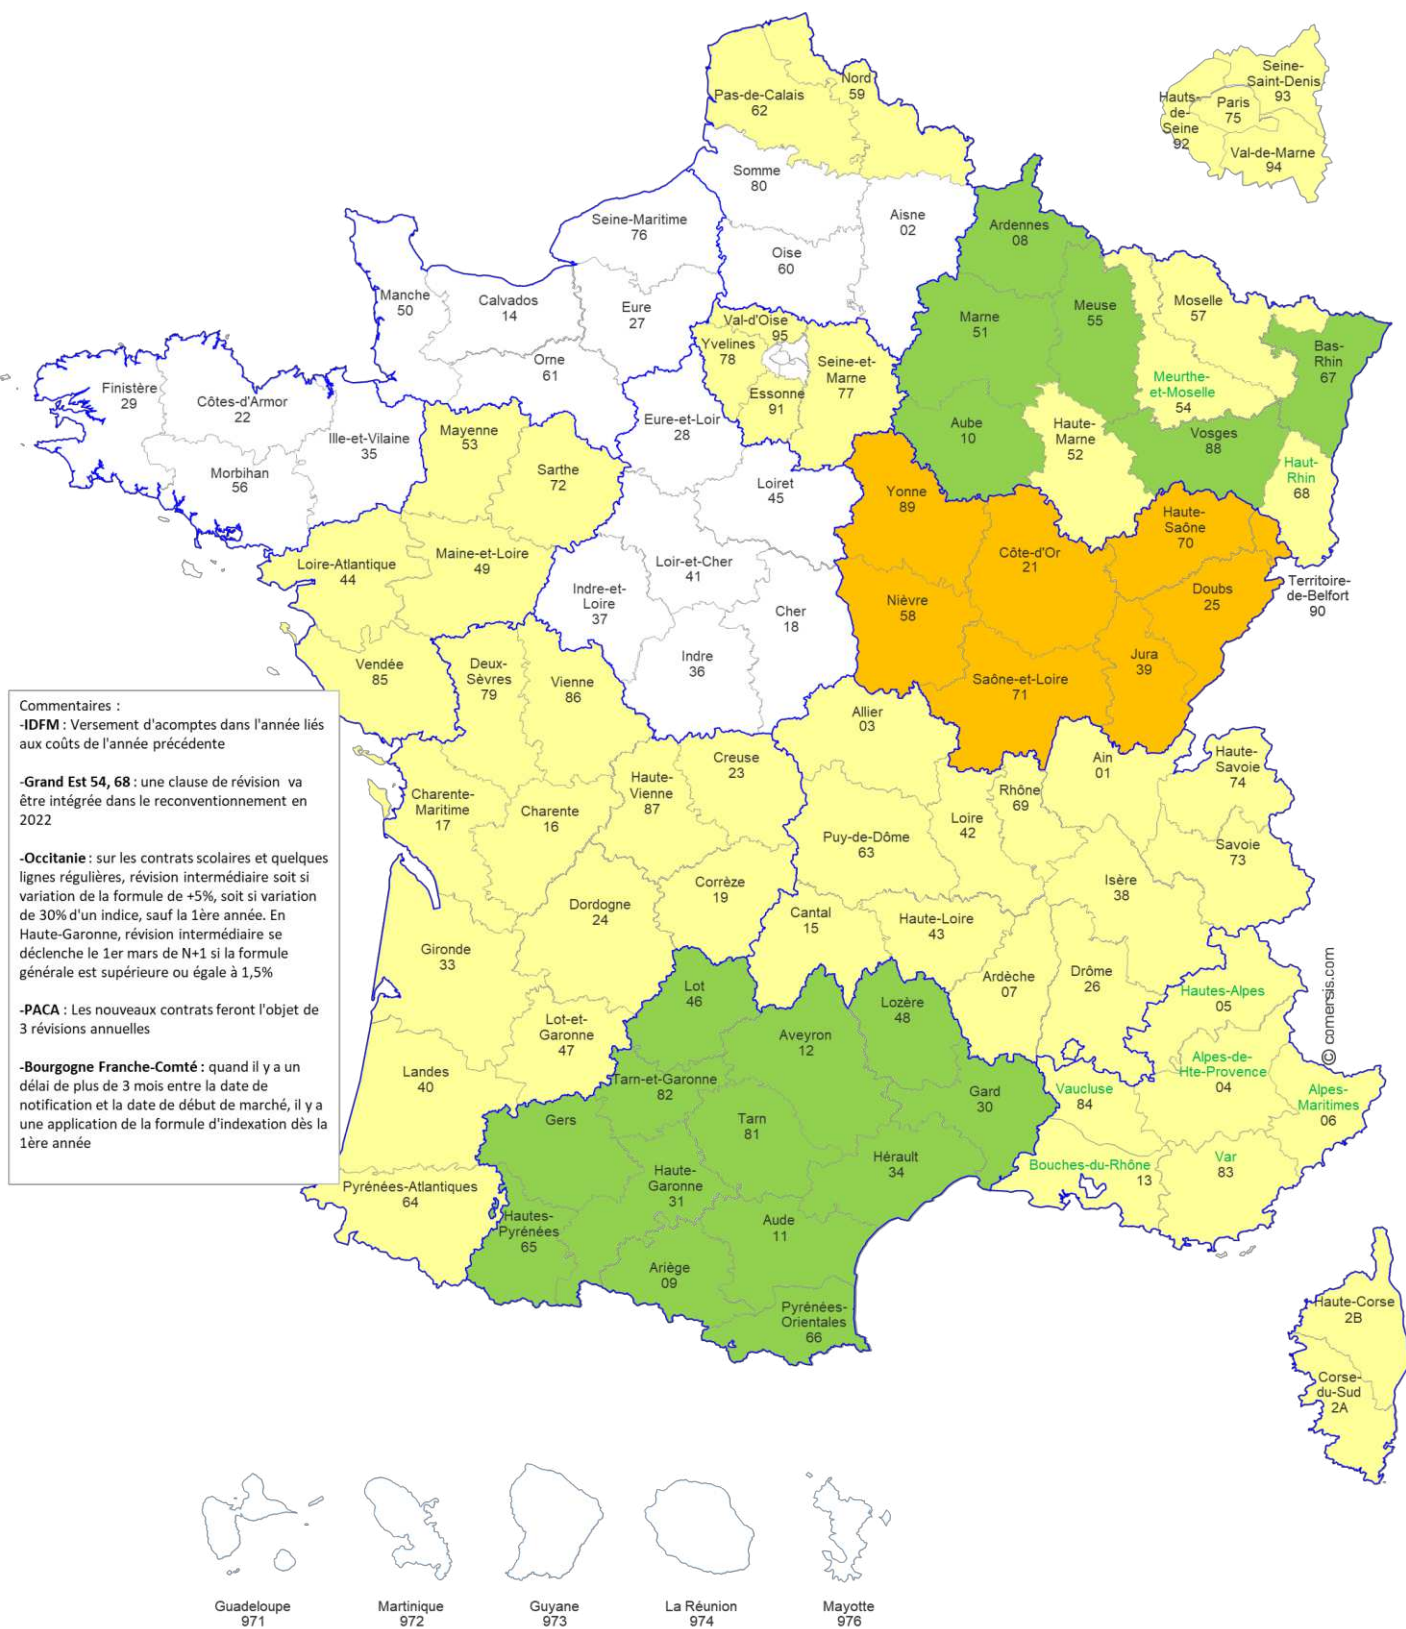 Nord
59
Pas-de-Calais
62
Seine-
Saint-Denis
93
Hauts-
de-
Seine
92
Paris
75
Val-de-Marne
94
Somme
80
Aisne
02
Seine-Maritime
76
Oise
60
Ardennes
08
Manche
50
Calvados
14
Eure
27
Val-d'Oise
95
Yvelines
78
Seine-et-
Marne
77
Essonne
91
Marne
51
Meuse
55
Moselle
57
Bas-
Rhin
67
Meurthe-
et-Moselle
54
Orne
61
Finistère
29
Côtes-d'Armor
22
Ille-et-Vilaine
35
Morbihan
56
Mayenne
53
Sarthe
72
Eure-et-Loir
28
Loiret
45
Aube
10
Haute-
Marne
52
Vosges
88
Haut-
Rhin
68
Yonne
89
Côte-d'Or
21
Haute-
Saône
70
Territoire-
de-Belfort
90
Doubs
25
Jura
39
Loire-Atlantique
44
Maine-et-Loire
49
Indre-et-
Loire
37
Loir-et-Cher
41
Cher
18
Indre
36
Nièvre
58
Saône-et-Loire
71
Vendée
85
Deux-
Sèvres
79
Vienne
86
Commentaires :
-IDFM : Versement d'acomptes dans l'année liés
aux coûts de l'année précédente
-Grand Est 54, 68 : une clause de révision va
être intégrée dans le reconventionnement en
2022
-Occitanie : sur les contrats scolaires et quelques
lignes régulières, révision intermédiaire soit si
variation de la formule de +5%, soit si variation
de 30% d'un indice, sauf la 1ère année. En
Haute-Garonne, révision intermédiaire se
déclenche le 1er mars de N+1 si la formule
générale est supérieure ou égale à 1,5%
-PACA : Les nouveaux contrats feront l'objet de
3 révisions annuelles
-Bourgogne Franche-Comté : quand il y a un
délai de plus de 3 mois entre la date de
notification et la date de début de marché, il y a
une application de la formule d'indexation dès la
1ère année
Allier
03
Ain
01
Haute-
Savoie
74
Creuse
23
Haute-
Vienne
87
Charente-
Maritime
17
Charente
16
Puy-de-Dôme
63
Loire
42
Rhône
69
Savoie
73
Isère
38
Corrèze
19
Dordogne
24
Cantal
15
Haute-Loire
43
Ardèche
07
Drôme
26
Gironde
33
Lot-et-
Garonne
47
Landes
40
Lot
46
Aveyron
12
Lozère
48
Gard
30
Hautes-Alpes
05
Alpes-de-
Hte-Provence
04
Alpes-
Maritimes
06
Vaucluse
84
Bouches-du-Rhône
13
Var
83
© comersis.com
Tarn-et-Garonne
82
Tarn
81
Gers
Haute-
Garonne
31
Hérault
34
Pyrénées-Atlantiques
64
Hautes-
Pyrénées
65
Ariège
09
Aude
11
Pyrénées-
Orientales
66
Haute-Corse
2B
Corse-
du-Sud
2A
Guadeloupe
971
Martinique
972
Guyane
973
La Réunion
974
Mayotte
976